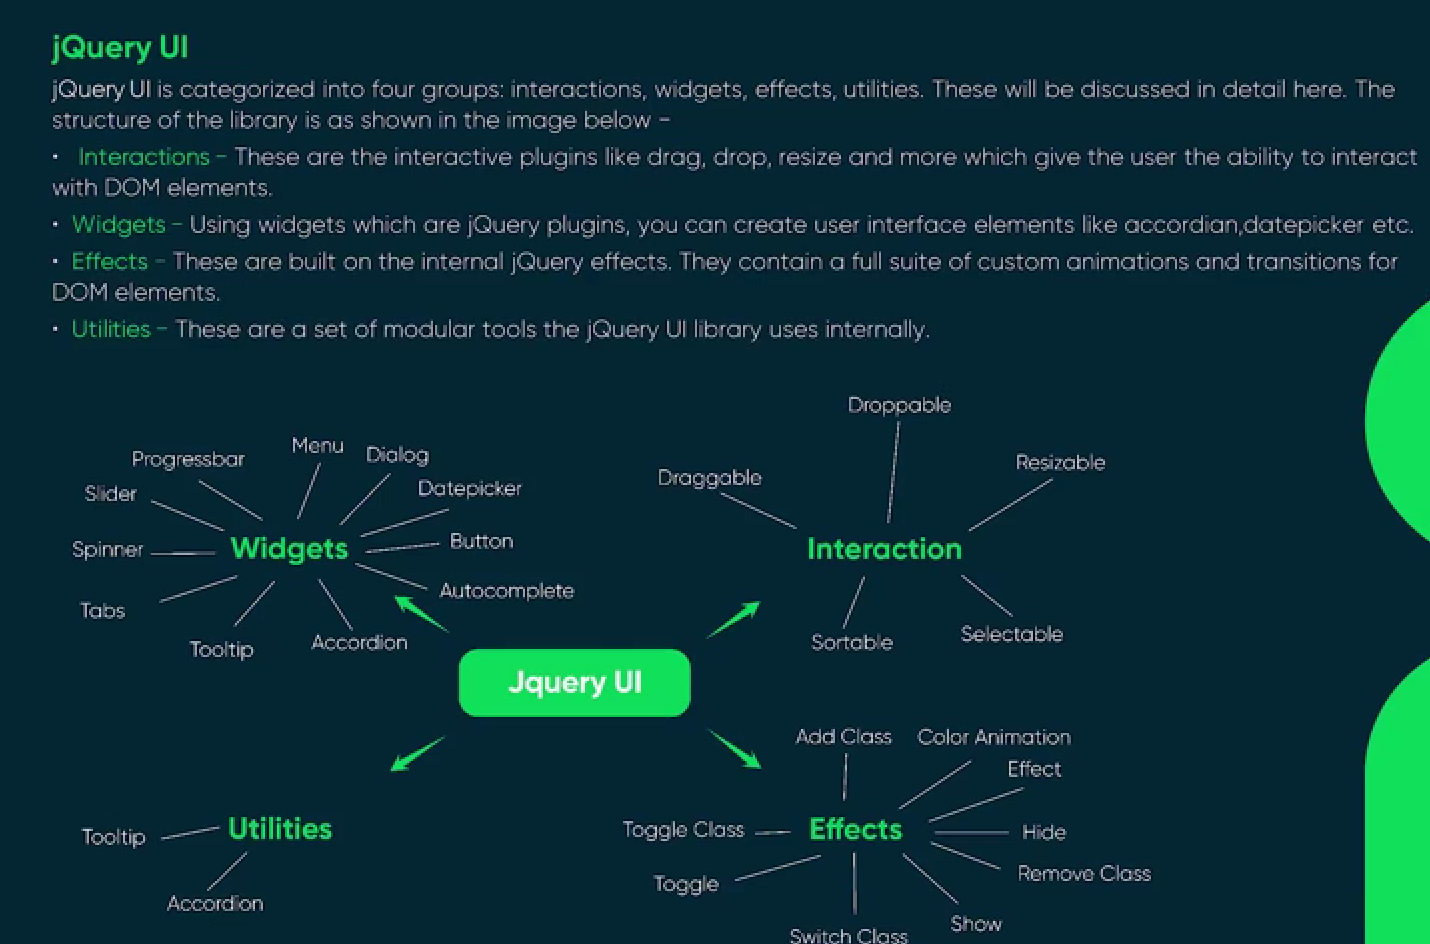 jQuery UI
jQuery UI is categorized into four groups: interactions, widgets, effects, utilities. These will be discussed in detail here. The
structure of the library is as shown in the image below –
• Interactions – These are the interactive plugins like drag, drop, resize and more which give the user the ability to interact
with DOM elements.
• Widgets – Using widgets which are jQuery plugins, you can create user interface elements like accordian,datepicker etc.
• Effects – These are built on the internal jQuery effects. They contain a full suite of custom animations and transitions for
DOM elements.
• Utilities – These are a set of modular tools the jQuery UI library uses internally.
Progressbar
Menu
Dialog
Slider
Datepicker
Spinner
Widgets
Button
Tabs
Autocomplete
Tooltip
Accordion
Droppable
Draggable
Resizable
Interaction
Sortable
Selectable
Jquery UI
Tooltip
Utilities
Accordion
Add Class
Color Animation
Effect
Toggle Class
Effects
Hide
Toggle
Remove Class
Switch Class
Show